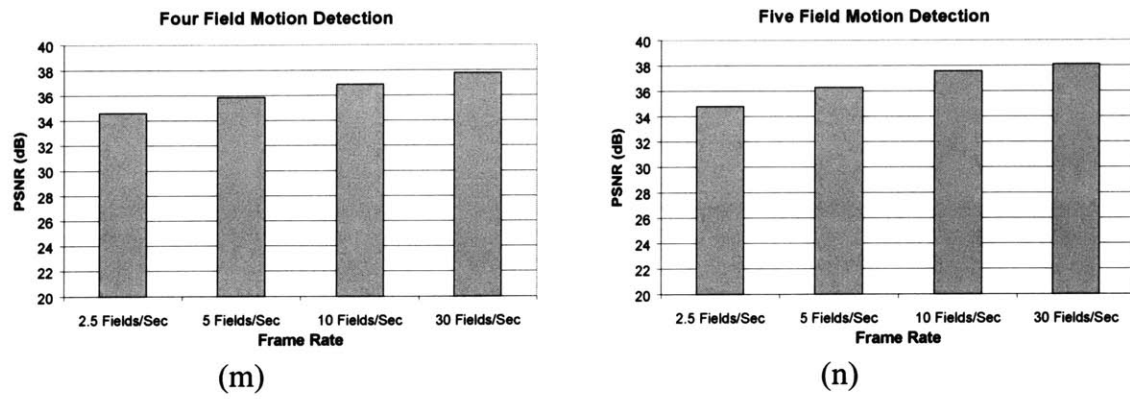 Four Field Motion Detection
40
38
36
34
32
30
28
26
24
22
20
PSNR (dB)
2.5 Fields/Sec 5 Fields/Sec 10 Fields/Sec 30 Fields/Sec
Frame Rate
(m)
Five Field Motion Detection
40
38
36
34
32
30
28
26
24
22
20
PSNR (dB)
2.5 Fields/Sec 5 Fields/Sec 10 Fields/Sec 30 Fields/Sec
Frame Rate
(n)